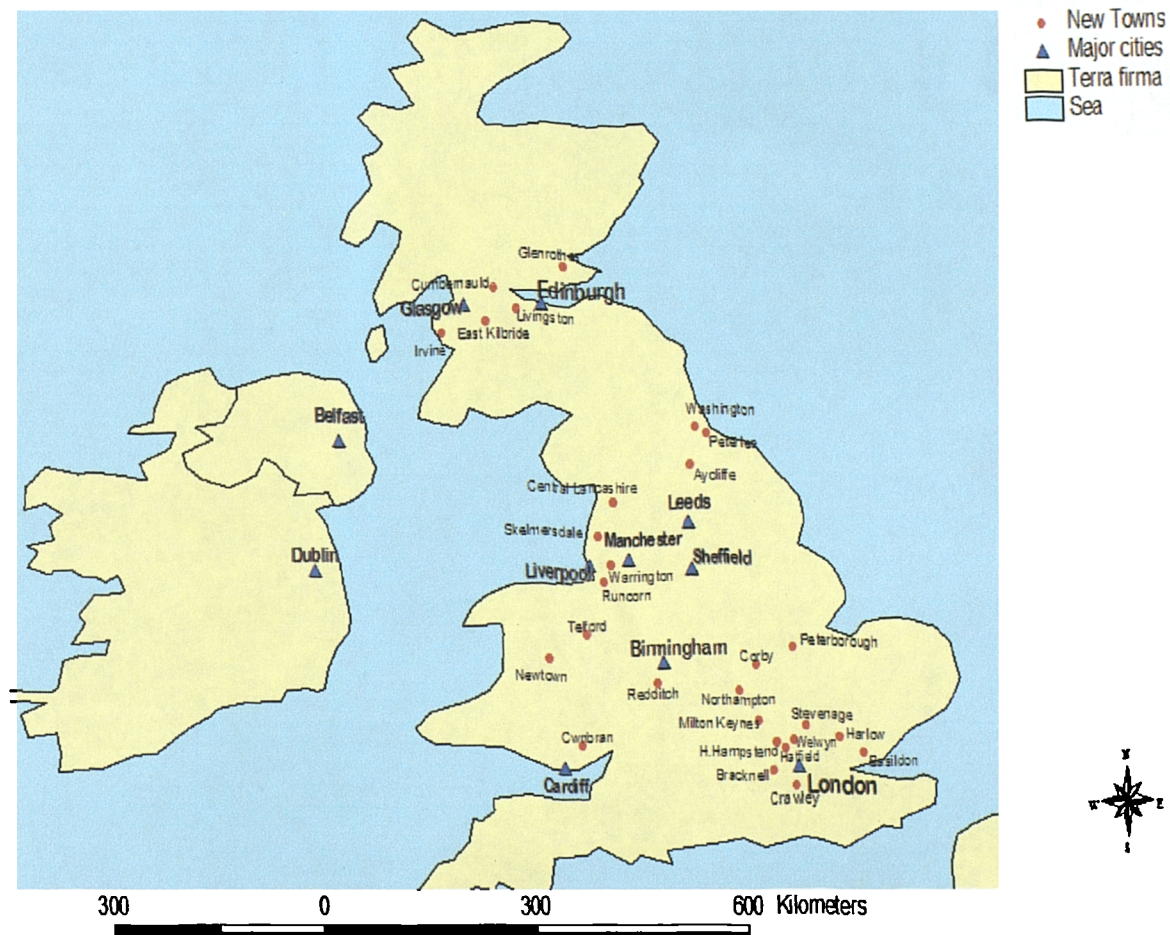 New Towns
Major cities
Terra firma
Sea
Glenrothes
Cumbernauld
Edinburgh
Glasgow
Livingston
East Kilbride
Irvine
Washington
Belfast
Peterlee
Aycliffe
Central Lancashire
Leeds
Skelmersdale
Manchester
Dublin
Sheffield
Liverpool
Warrington
Runcorn
Telford
Peterborough
Birmingham
Corby
Newtown
Redditch
Northampton
Stevenage
Milton Keynes
Harlow
Cwnbran
Welwyn
H.Hampstend
Hatfield
Basildon
Bracknell
Cardiff
London
Crawley
N
W
E
S
300 0 300 600 Kilometers